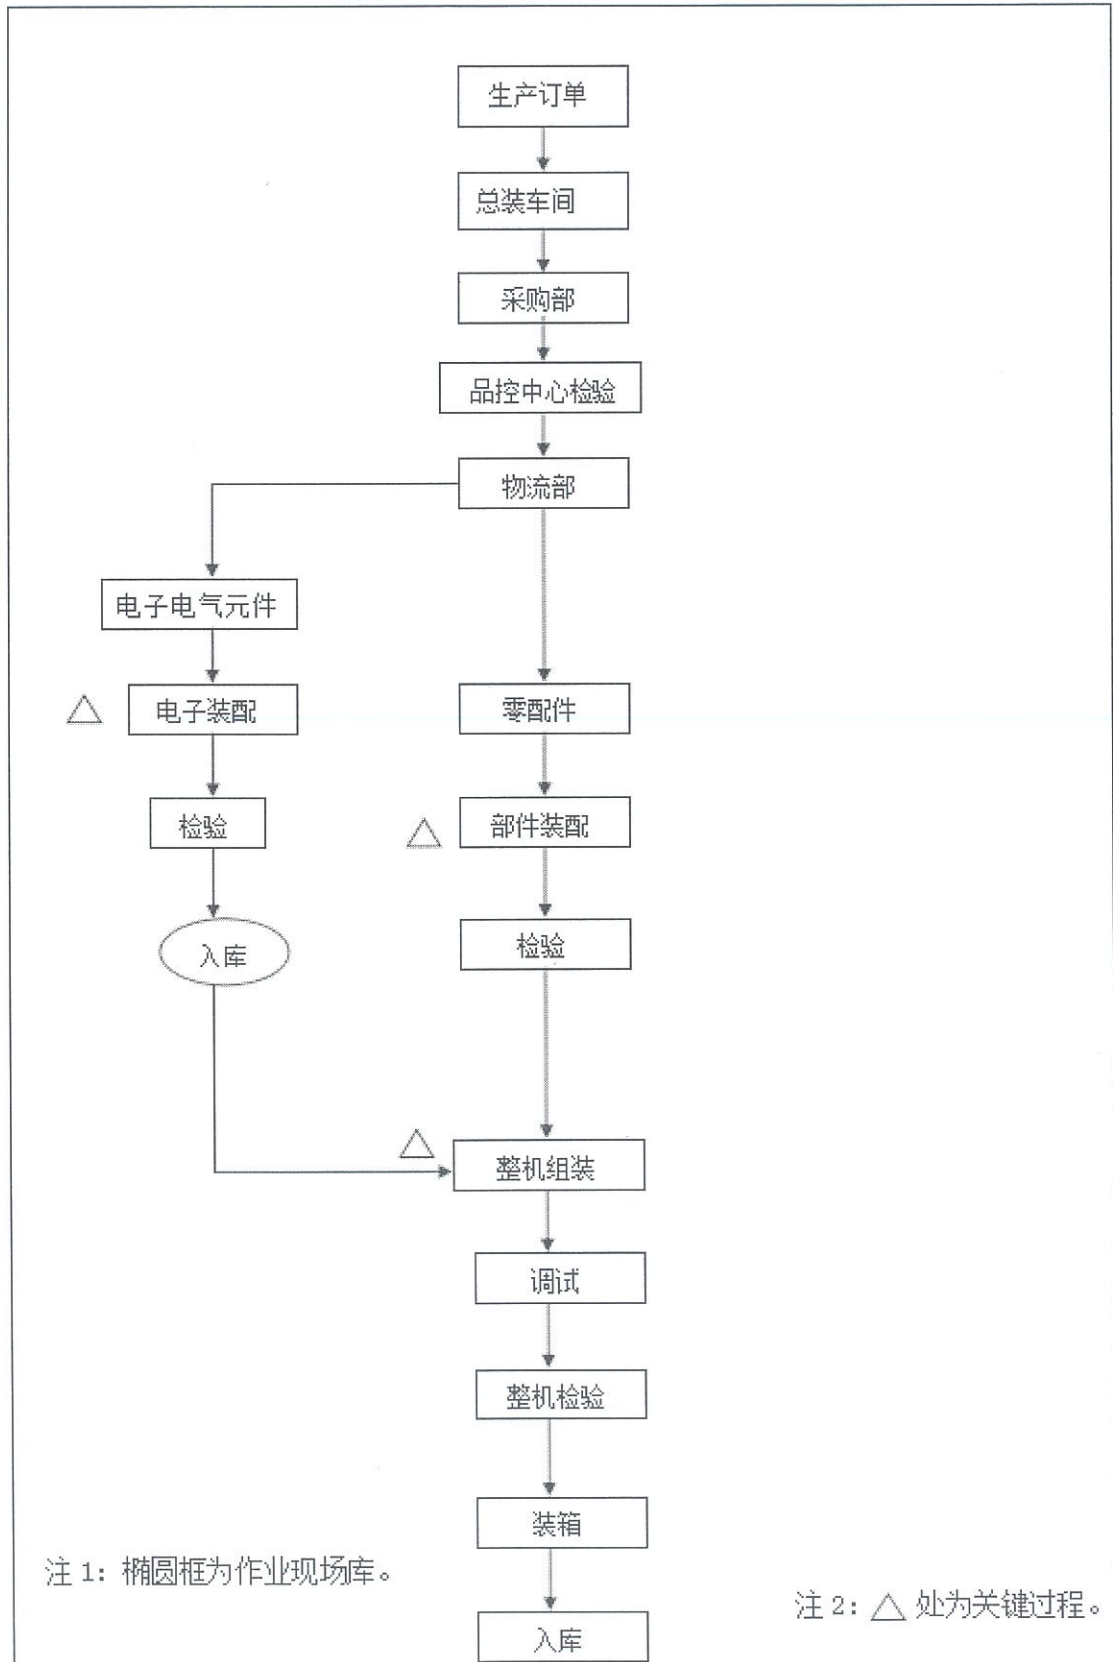 生产订单
总装车间
采购部
品控中心检验
物流部
电子电气元件
电子装配
零配件
检验
部件装配
入库
检验
整机组装
调试
整机检验
装箱
注 1: 椭圆框为作业现场库。
注 2: △ 处为关键过程。
入库